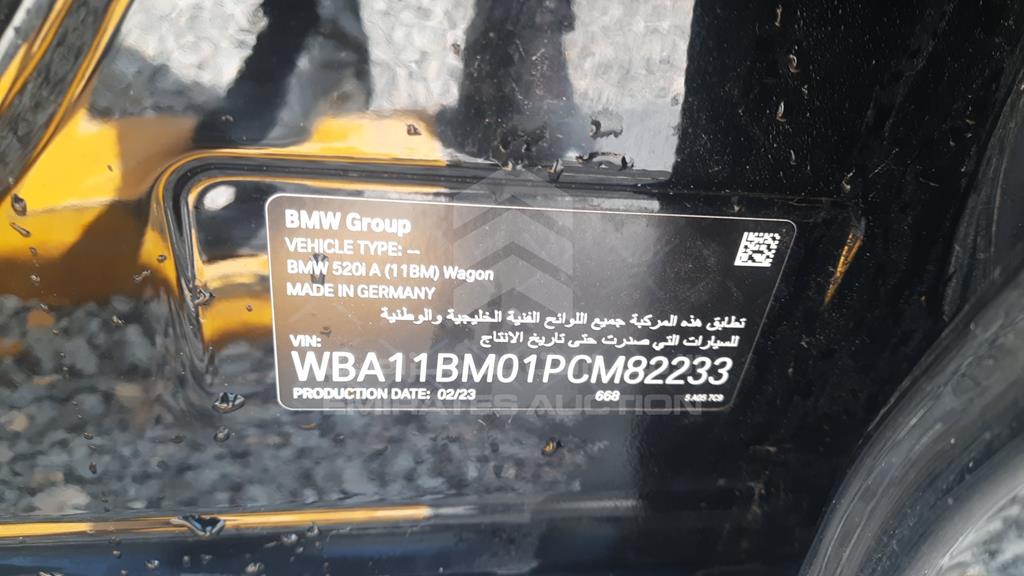 BMW Group
VEHICLE TYPE: --
BMW 520i A (11BM) Wagon
MADE IN GERMANY
تطابق هذه المركبة جميع اللوائح الفنية الخليجية والوطنية
للسيارات التي صدرت حتى تاريخ الانتاج
VIN:
WBA11BM01PCM82233
PRODUCTION DATE: 02/23 668
EMIRATES AUCTION